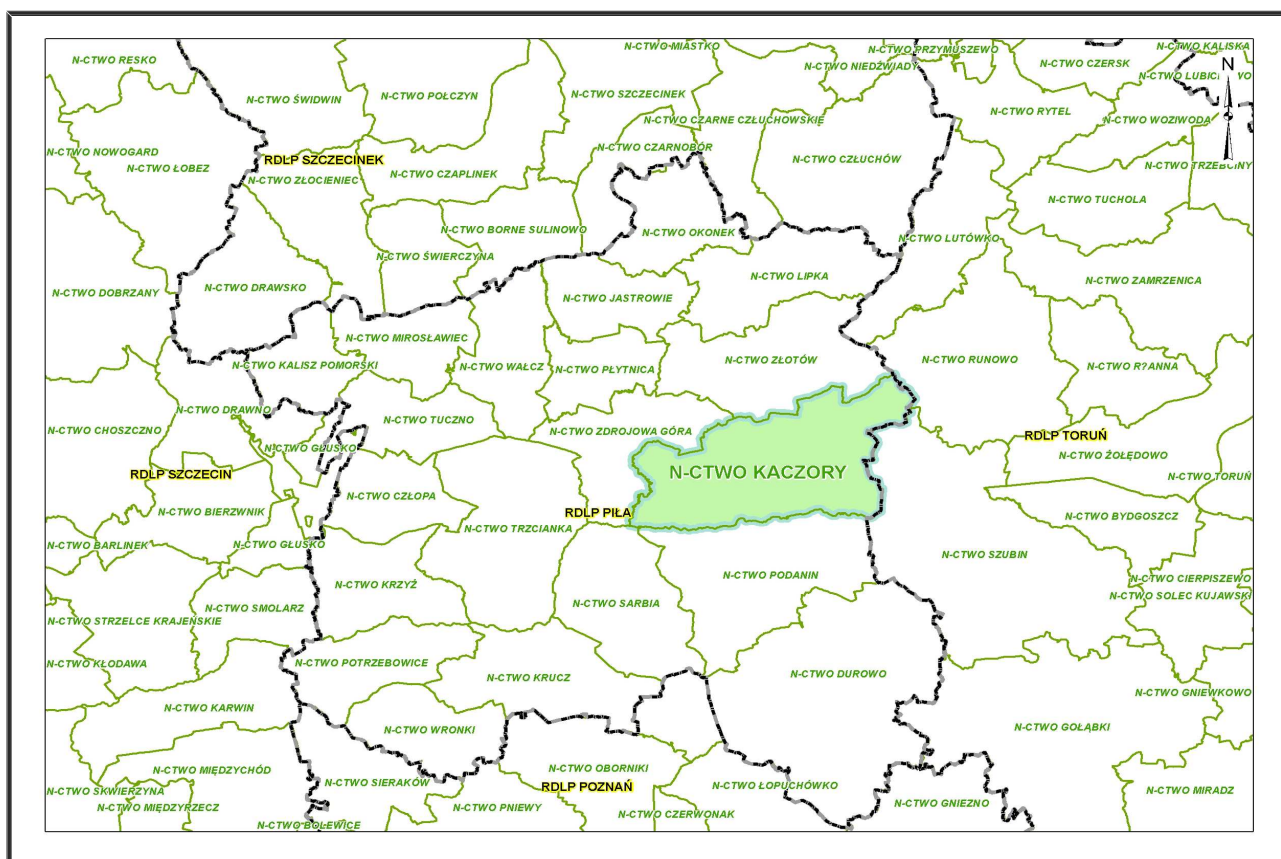 N-CTWO MIASTKO
N-CTWO PRZYMUSZEWO
N-CTWO KALISKA
N-CTWO RESKO
N-CTWO NIEDŹWIADY
N-CTWO CZERSK
N
N-CTWO ŚWIDWIN
N-CTWO POŁCZYN
N-CTWO SZCZECINEK
N-CTWO RYTEL
N-CTWO WOZIWODA
N-CTWO CZARNE CZŁUCHOWSKIE
N-CTWO NOWOGARD
N-CTWO ŁOBEZ
RDLP SZCZECINEK
N-CTWO ZŁOCIENIEC
N-CTWO CZAPLINEK
N-CTWO CZARNOBÓR
N-CTWO CZŁUCHÓW
N-CTWO TRZEBCINY
N-CTWO TUCHOLA
N-CTWO BORNE SULINOWO
N-CTWO OKONEK
N-CTWO LUTÓWKO
N-CTWO ŚWIERCZYNA
N-CTWO LIPKA
N-CTWO ZAMRZENICA
N-CTWO DOBRZANY
N-CTWO DRAWSKO
N-CTWO JASTROWIE
N-CTWO MIROSŁAWIEC
N-CTWO KALISZ POMORSKI
N-CTWO WAŁCZ
N-CTWO PŁYTNICA
N-CTWO ZŁOTÓW
N-CTWO RUNOWO
N-CTWO R?ANNA
N-CTWO DRAWNO
N-CTWO CHOSZCZNO
N-CTWO TUCZNO
N-CTWO ZDROJOWA GÓRA
RDLP TORUŃ
N-CTWO GŁUSKO
N-CTWO ŻOŁĘDOWO
RDLP SZCZECIN
N-CTWO KACZORY
N-CTWO TORUŃ
N-CTWO CZŁOPA
N-CTWO BIERZWNIK
RDLP PIŁA
N-CTWO BYDGOSZCZ
N-CTWO TRZCIANKA
N-CTWO BARLINEK
N-CTWO GŁUSKO
N-CTWO SZUBIN
N-CTWO KRZYŻ
N-CTWO PODANIN
N-CTWO CIERPISZEWO
N-CTWO SOLEC KUJAWSKI
N-CTWO SMOLARZ
N-CTWO SARBIA
N-CTWO STRZELCE KRAJEŃSKIE
N-CTWO KŁODAWA
N-CTWO POTRZEBOWICE
N-CTWO KRUCZ
N-CTWO DUROWO
N-CTWO GNIEWKOWO
N-CTWO KARWIN
N-CTWO WRONKI
N-CTWO GOŁĄBKI
N-CTWO MIĘDZYCHÓD
N-CTWO SIERAKÓW
N-CTWO OBORNIKI
RDLP POZNAŃ
N-CTWO ŁOPUCHÓWKO
N-CTWO SKWIERZYNA
N-CTWO MIRADZ
N-CTWO MIĘDZYRZECZ
N-CTWO PNIEWY
N-CTWO CZERWONAK
N-CTWO GNIEZNO
N-CTWO BOLEWICE